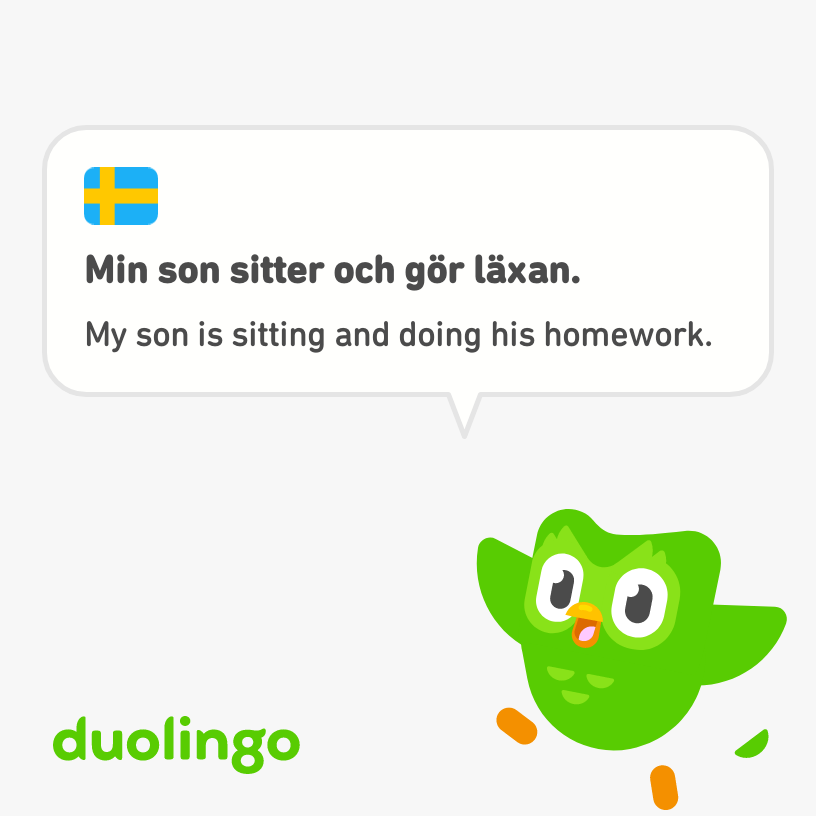 Min son sitter och gör läxan.
My son is sitting and doing his homework.
duolingo